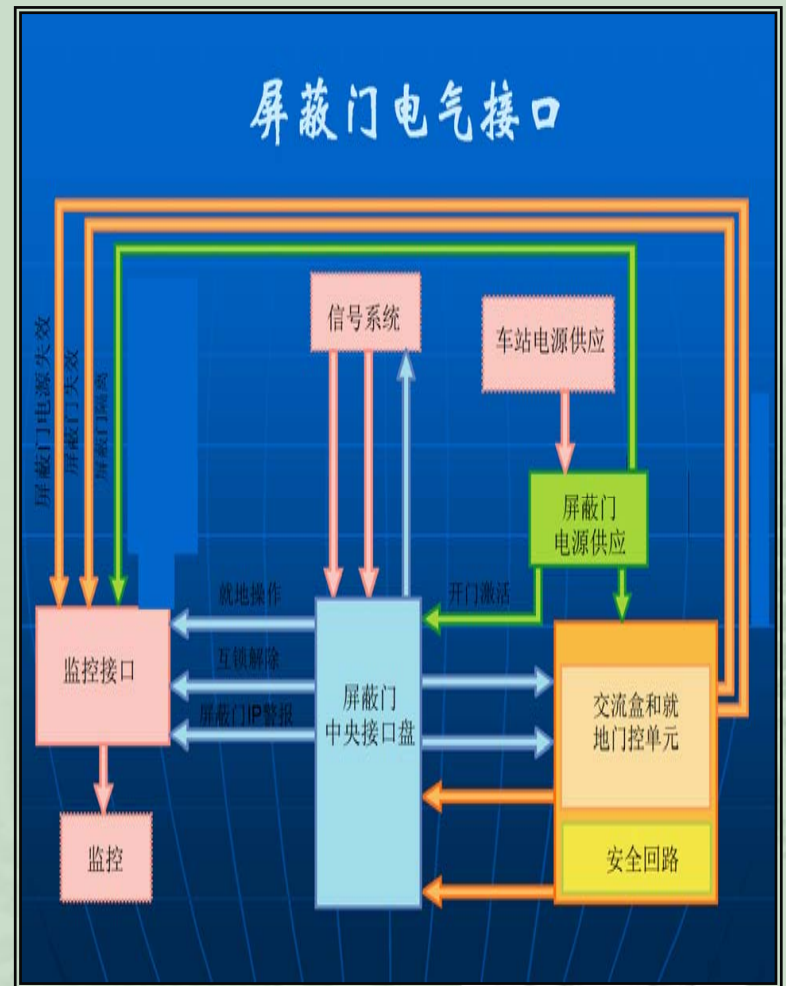 屏蔽门电气接口
信号系统
车站电源供应
屏蔽门电源失效
屏蔽门失效
屏蔽门隔离
屏蔽门
电源供应
就地操作
开门激活
监控接口
互锁解除
屏蔽门
中央接口盘
交流盒和就
地门控单元
屏蔽门IP警报
监控
安全回路